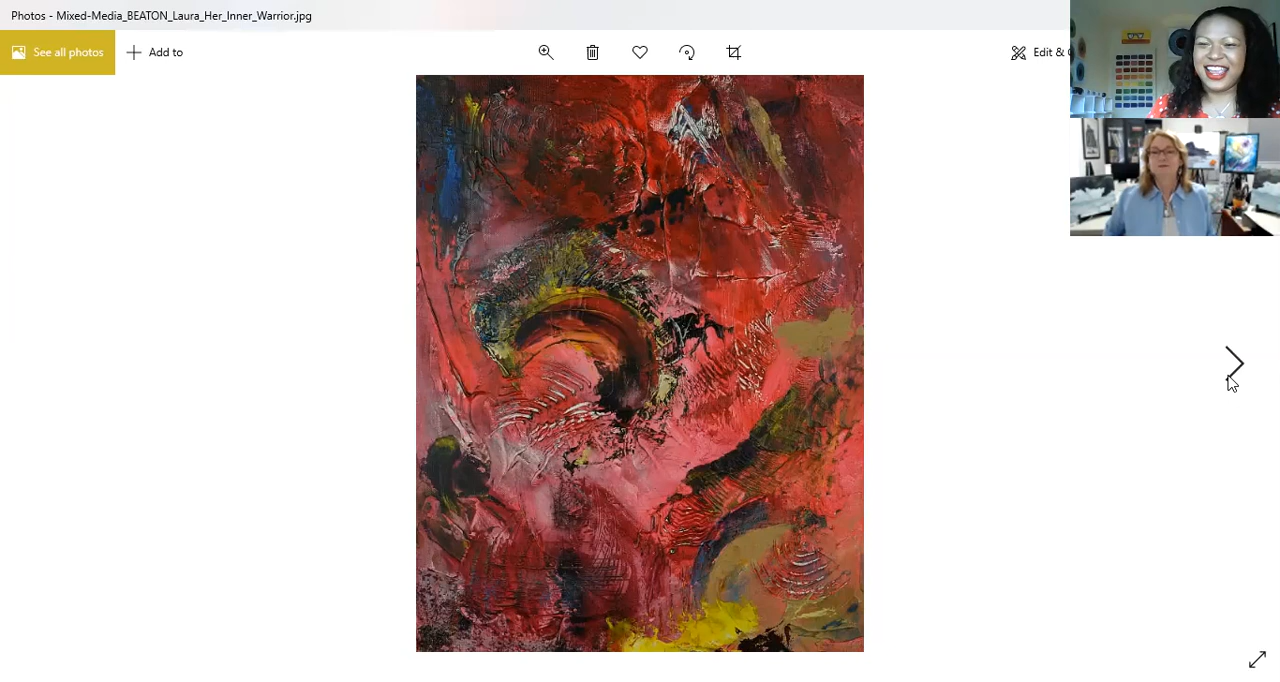 Photos - Mixed-Media_BEATON_Laura_Her_Inner_Warrior.jpg
See all photos
Add to
Edit &